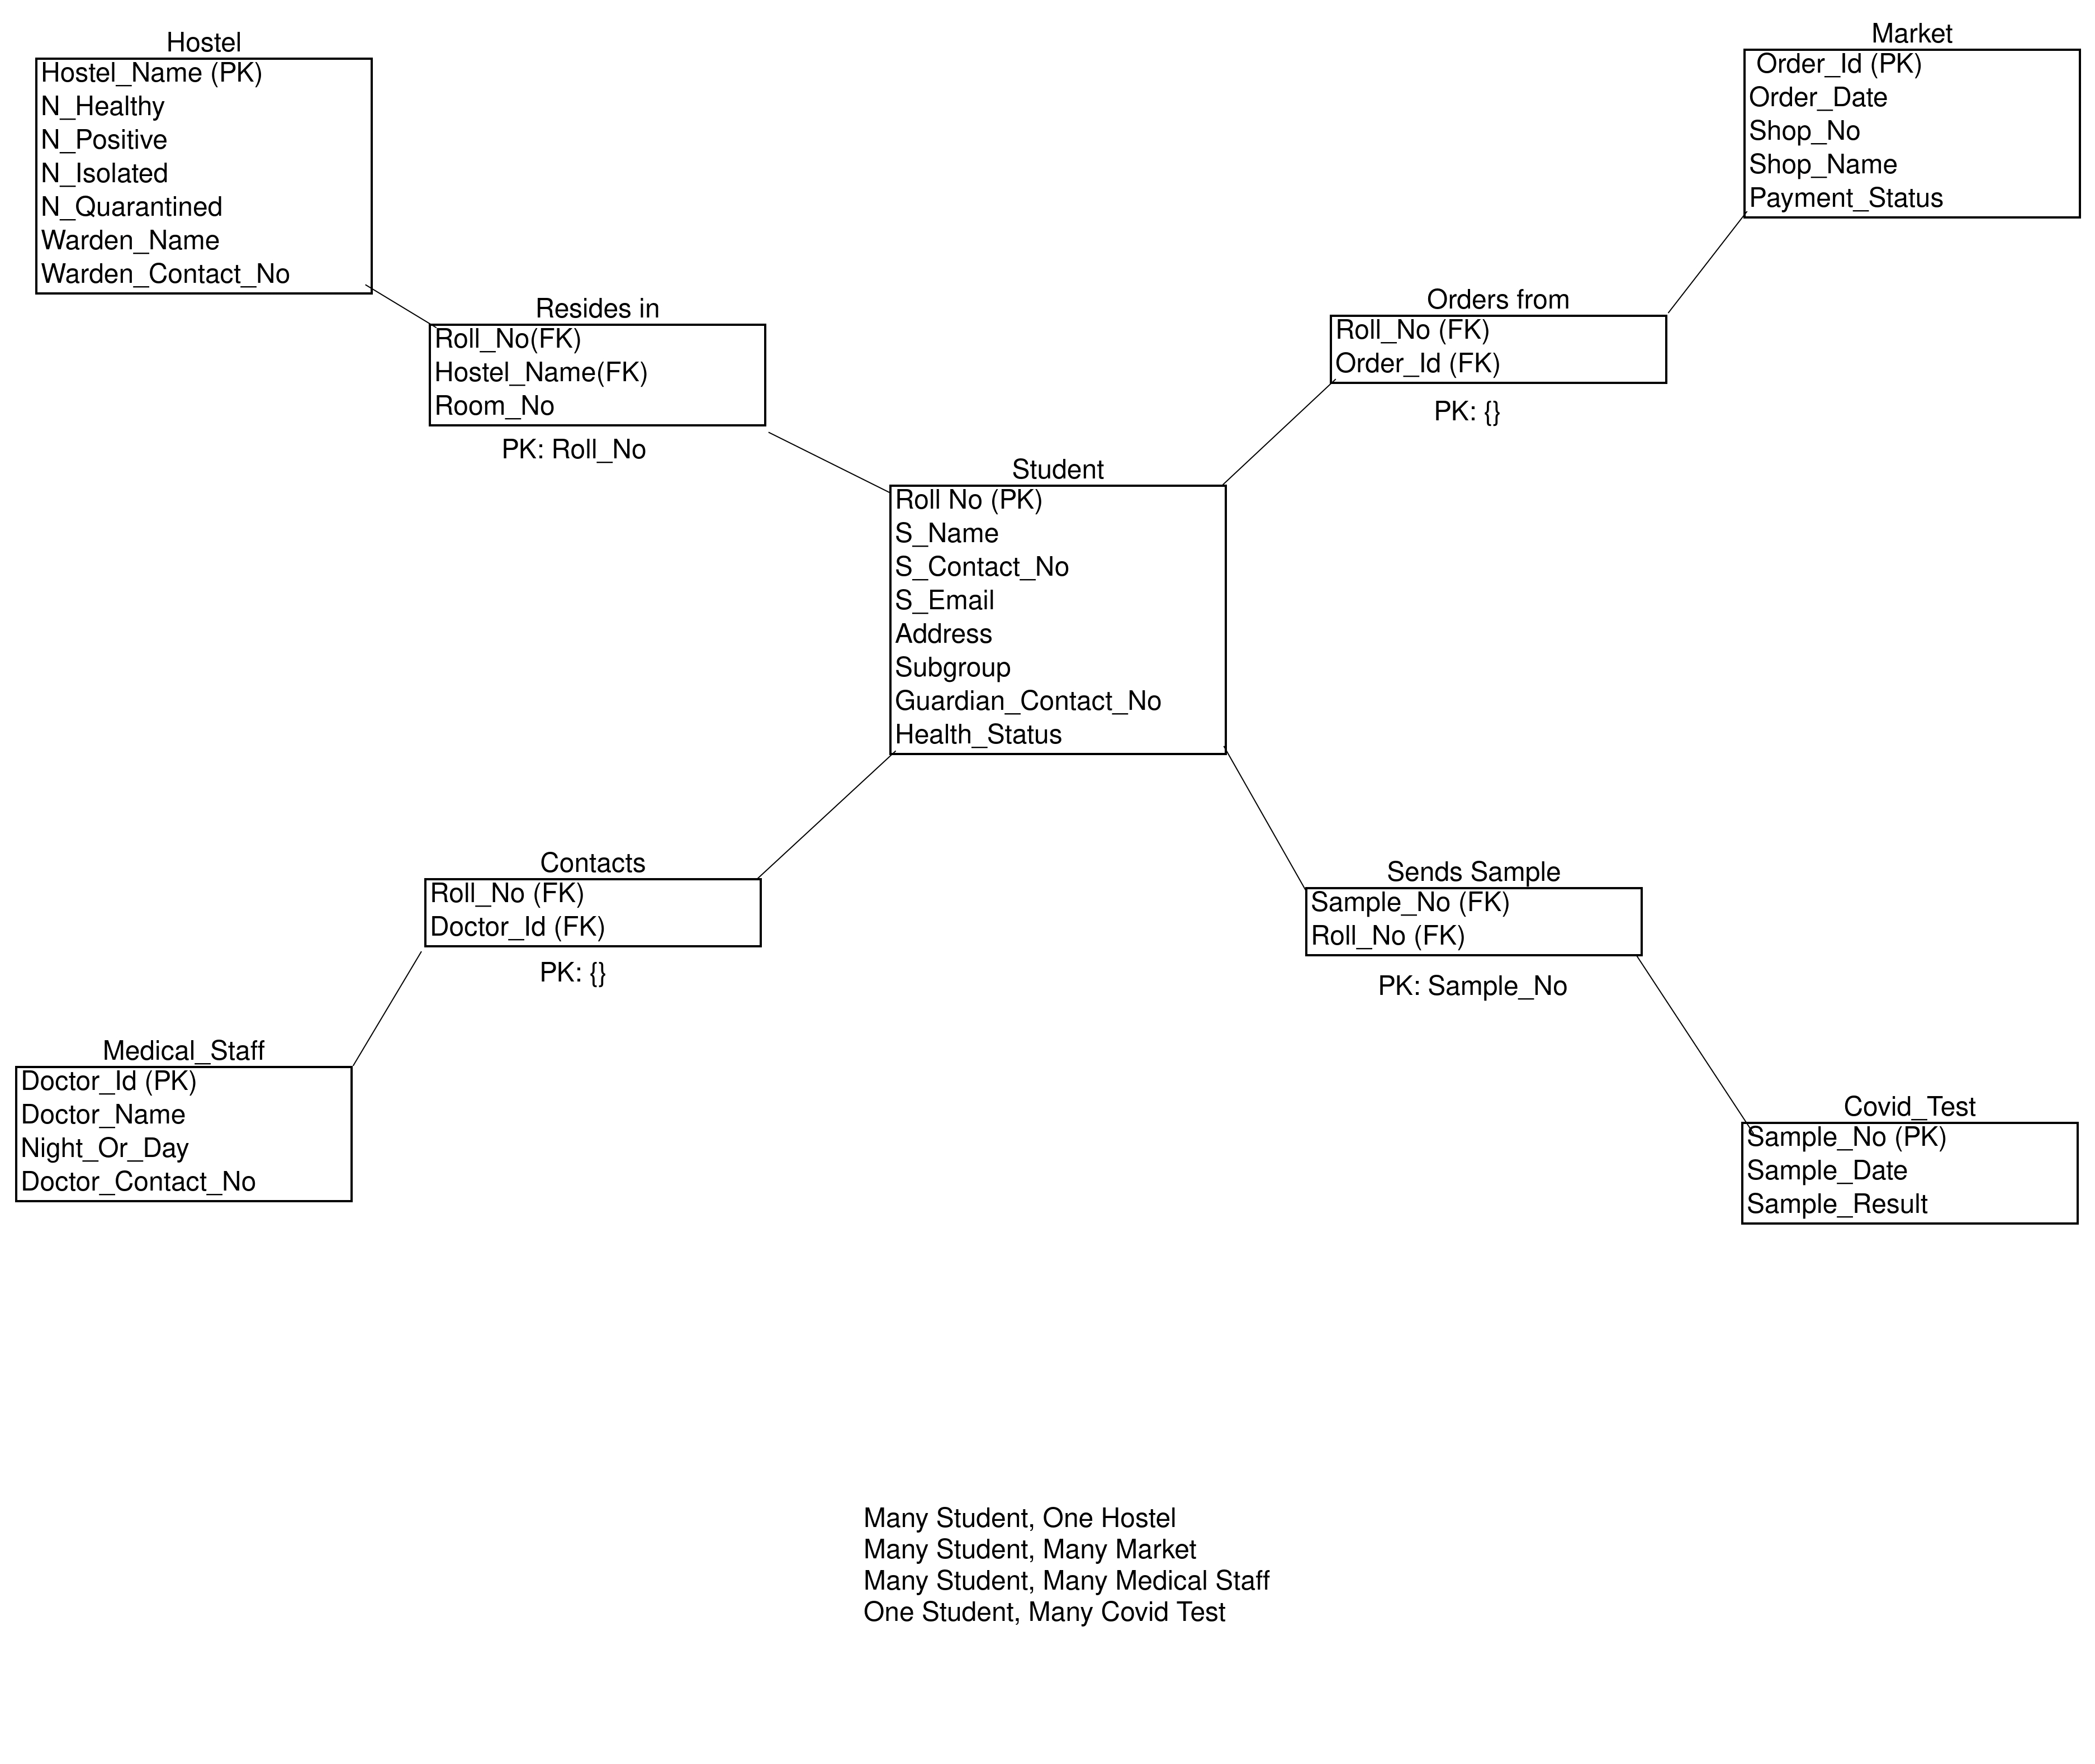 Hostel
Hostel_Name (PK)
N_Healthy
N_Positive
N_Isolated
N_Quarantined
Warden_Name
Warden_Contact_No
Market
Order_Id (PK)
Order_Date
Shop_No
Shop_Name
Payment_Status
Resides in
Roll_No(FK)
Hostel_Name(FK)
Room_No
PK: Roll_No
Orders from
Roll_No (FK)
Order_Id (FK)
PK: {}
Student
Roll No (PK)
S_Name
S_Contact_No
S_Email
Address
Subgroup
Guardian_Contact_No
Health_Status
Contacts
Roll_No (FK)
Doctor_Id (FK)
PK: {}
Sends Sample
Sample_No (FK)
Roll_No (FK)
PK: Sample_No
Medical_Staff
Doctor_Id (PK)
Doctor_Name
Night_Or_Day
Doctor_Contact_No
Covid_Test
Sample_No (PK)
Sample_Date
Sample_Result
Many Student, One Hostel
Many Student, Many Market
Many Student, Many Medical Staff
One Student, Many Covid Test